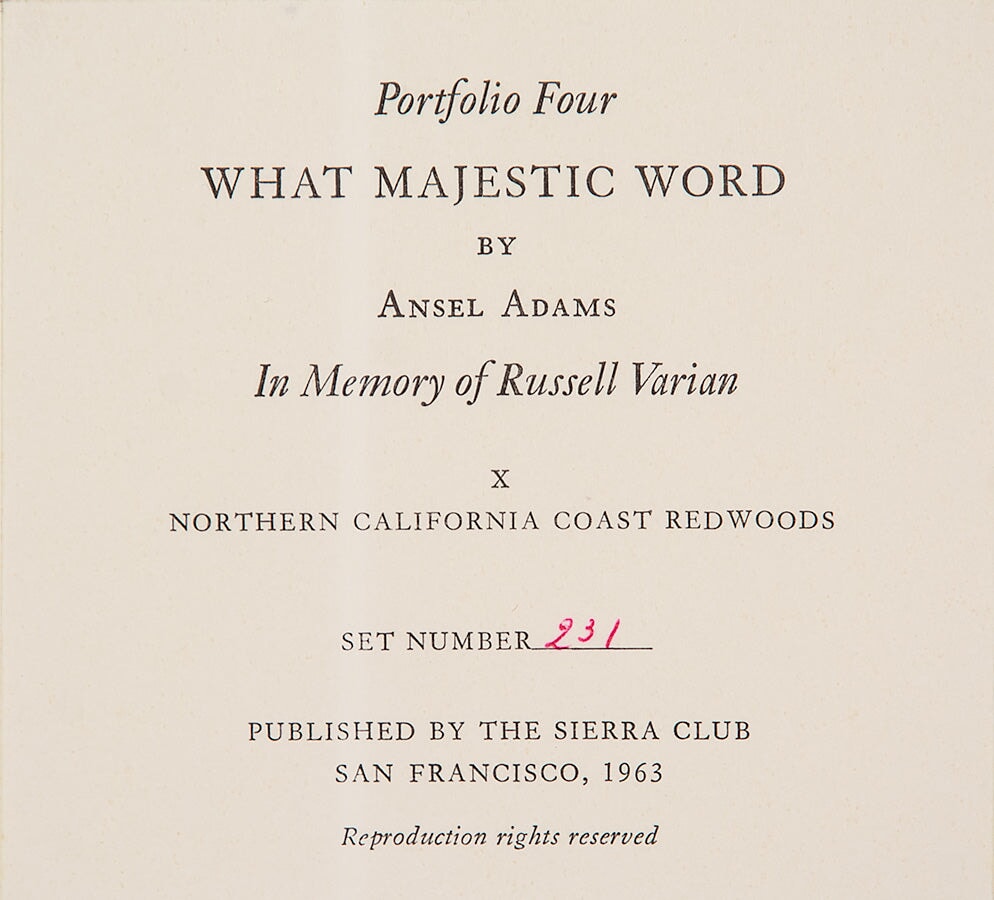 Portfolio Four
WHAT MAJESTIC WORD
BY
ANSEL ADAMS
In Memory of Russell Varian
X
NORTHERN CALIFORNIA COAST REDWOODS
SET NUMBER 231
PUBLISHED BY THE SIERRA CLUB
SAN FRANCISCO, 1963
Reproduction rights reserved